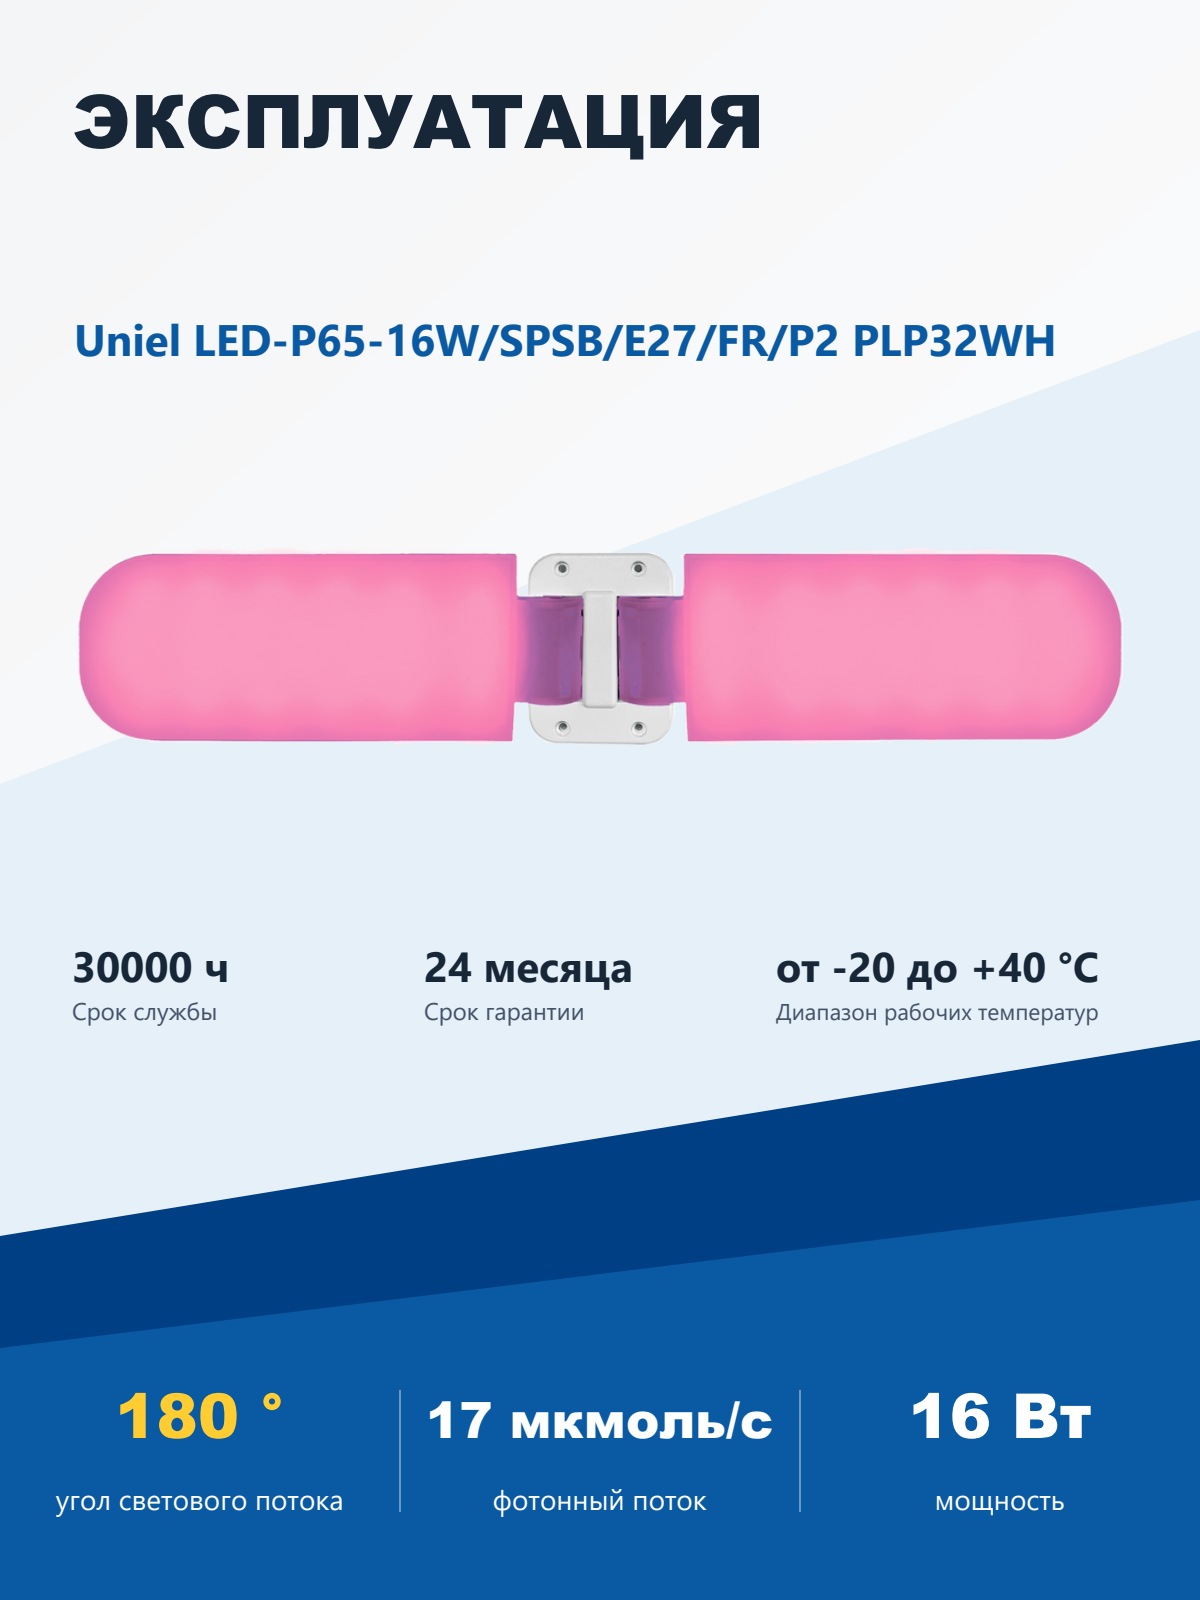 ЭКСПЛУАТАЦИЯ
Uniel LED-P65-16W/SPSB/E27/FR/P2 PLP32WH
30000 ч
Срок службы
24 месяца
Срок гарантии
от -20 до +40 °C
Диапазон рабочих температур
180 °
угол светового потока
17 мкмоль/с
фотонный поток
16 Вт
мощность